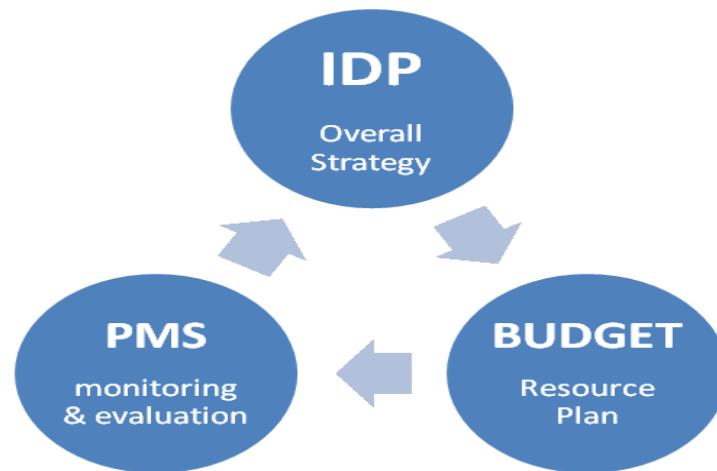 IDP
Overall
Strategy
PMS
monitoring
& evaluation
BUDGET
Resource
Plan